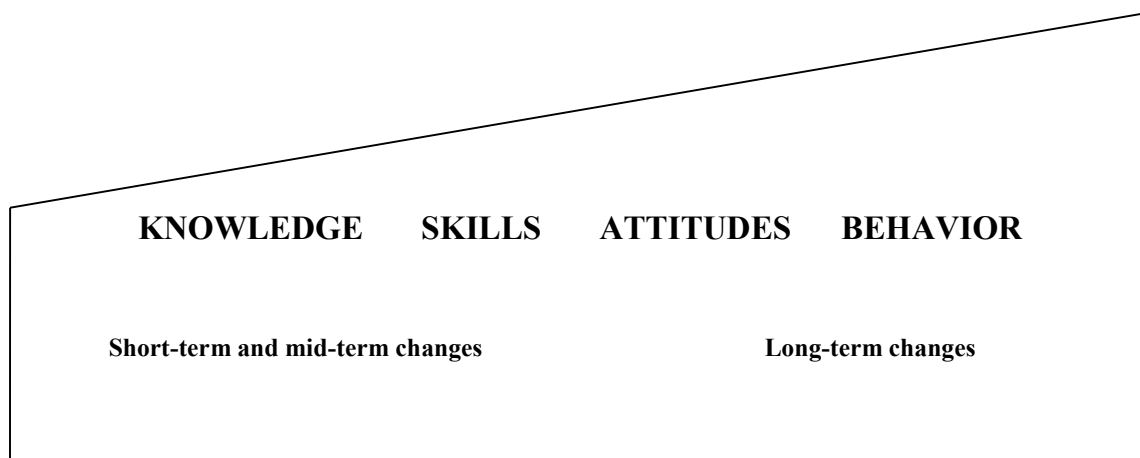 KNOWLEDGE SKILLS ATTITUDES BEHAVIOR
Short-term and mid-term changes Long-term changes